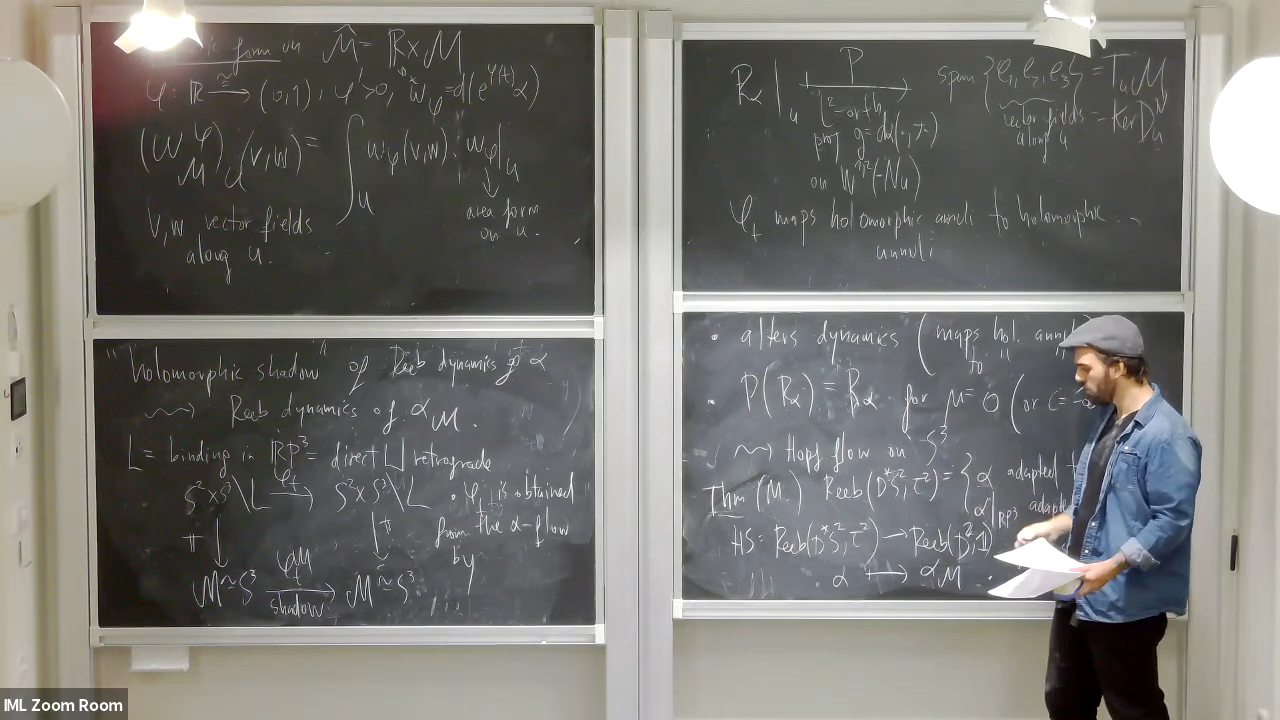 form on M̂ = ℝ×M
φ: ℝ ≅→ (0,1), φ'>0, ω_φ = d(e^{φ(t)}α)
(ω^φ_M)_u (v,w) = ∫_u ω_φ(v,w) · ω_φ|_u
v,w vector fields
along u.
area form
on u.
"holomorphic shadow" of Reeb dynamics of α
⇝ Reeb dynamics of α_M.
L = binding in ℝP³ = direct ⊔ retrograde
S²×S³\L →^{φ_t} S²×S³\L
• φ_t is obtained
from the α-flow
by
π ↓ ↓ π
M~S³ →^{φ_t^M} M~S³
shadow
R_α|_u →^P span {e₁, e₂, e₃} = T_u M
L²-orth
proj
g = dα(·,J·)
on W^{1,2}(-N_u)
vector fields
along u
= Ker D_u^N
φ_t maps holomorphic annuli to holomorphic
annuli
• alters dynamics (maps hol. annuli
to "
• P(R_α) = R_α for μ=0 (or c=-∞
⇝ Hopf flow on S³
Thm (M.) Reeb(D*S²,τ²) = { α adapted
α|_{ℝP³} adapted
HS: Reeb(D*S²,τ²) → Reeb(D²,1)
α ↦ α_M.
IML Zoom Room